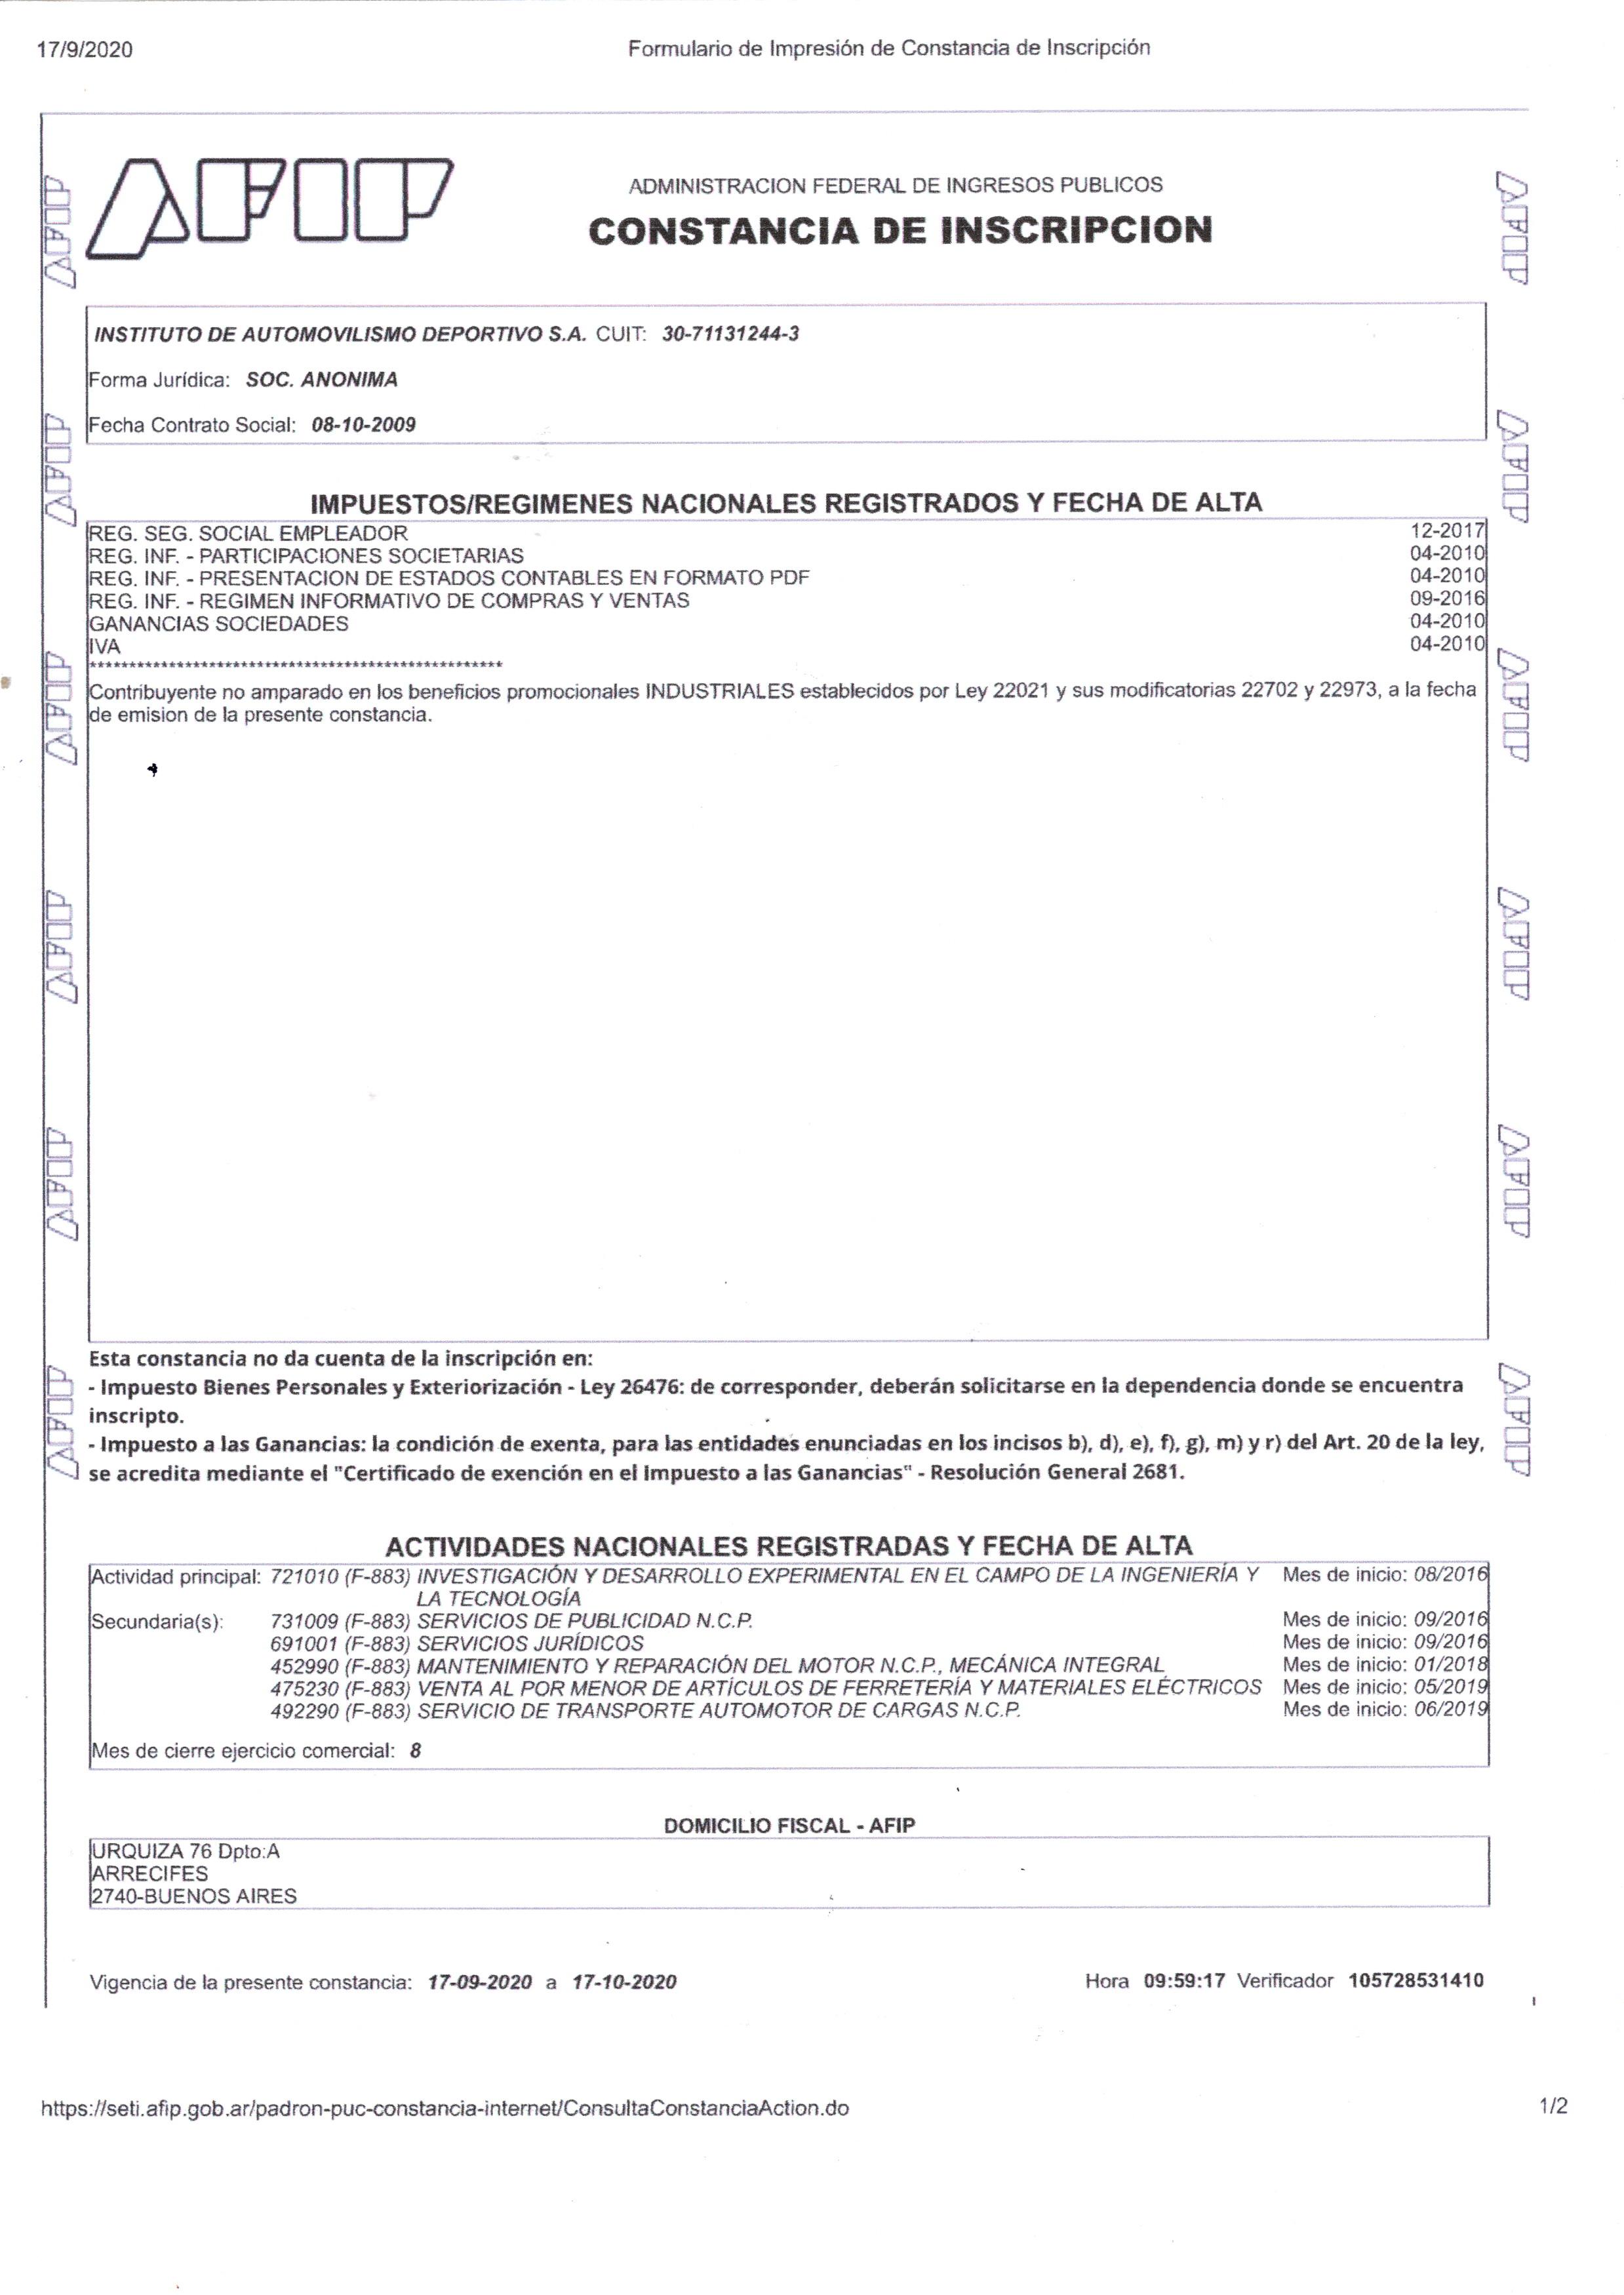 17/9/2020 Formulario de Impresión de Constancia de Inscripción
AFIP
ADMINISTRACION FEDERAL DE INGRESOS PUBLICOS
CONSTANCIA DE INSCRIPCION
INSTITUTO DE AUTOMOVILISMO DEPORTIVO S.A. CUIT: 30-71131244-3
Forma Jurídica: SOC. ANONIMA
Fecha Contrato Social: 08-10-2009
IMPUESTOS/REGIMENES NACIONALES REGISTRADOS Y FECHA DE ALTA
REG. SEG. SOCIAL EMPLEADOR 12-2017
REG. INF. - PARTICIPACIONES SOCIETARIAS 04-2010
REG. INF. - PRESENTACION DE ESTADOS CONTABLES EN FORMATO PDF 04-2010
REG. INF. - REGIMEN INFORMATIVO DE COMPRAS Y VENTAS 09-2016
GANANCIAS SOCIEDADES 04-2010
IVA 04-2010
****************************************************
Contribuyente no amparado en los beneficios promocionales INDUSTRIALES establecidos por Ley 22021 y sus modificatorias 22702 y 22973, a la fecha
de emision de la presente constancia.
Esta constancia no da cuenta de la inscripción en:
- Impuesto Bienes Personales y Exteriorización - Ley 26476: de corresponder, deberán solicitarse en la dependencia donde se encuentra
inscripto.
- Impuesto a las Ganancias: la condición de exenta, para las entidades enunciadas en los incisos b), d), e), f), g), m) y r) del Art. 20 de la ley,
se acredita mediante el "Certificado de exención en el Impuesto a las Ganancias" - Resolución General 2681.
ACTIVIDADES NACIONALES REGISTRADAS Y FECHA DE ALTA
Actividad principal: 721010 (F-883) INVESTIGACIÓN Y DESARROLLO EXPERIMENTAL EN EL CAMPO DE LA INGENIERÍA Y Mes de inicio: 08/2016
LA TECNOLOGÍA
Secundaria(s): 731009 (F-883) SERVICIOS DE PUBLICIDAD N.C.P. Mes de inicio: 09/2016
691001 (F-883) SERVICIOS JURÍDICOS Mes de inicio: 09/2016
452990 (F-883) MANTENIMIENTO Y REPARACIÓN DEL MOTOR N.C.P., MECÁNICA INTEGRAL Mes de inicio: 01/2018
475230 (F-883) VENTA AL POR MENOR DE ARTÍCULOS DE FERRETERÍA Y MATERIALES ELÉCTRICOS Mes de inicio: 05/2019
492290 (F-883) SERVICIO DE TRANSPORTE AUTOMOTOR DE CARGAS N.C.P. Mes de inicio: 06/2019
Mes de cierre ejercicio comercial: 8
DOMICILIO FISCAL - AFIP
URQUIZA 76 Dpto:A
ARRECIFES
2740-BUENOS AIRES
Vigencia de la presente constancia: 17-09-2020 a 17-10-2020 Hora 09:59:17 Verificador 105728531410
https://seti.afip.gob.ar/padron-puc-constancia-internet/ConsultaConstanciaAction.do 1/2
AFIP
AFIP
AFIP
AFIP
AFIP
AFIP
AFIP
AFIP
AFIP
AFIP
AFIP
AFIP